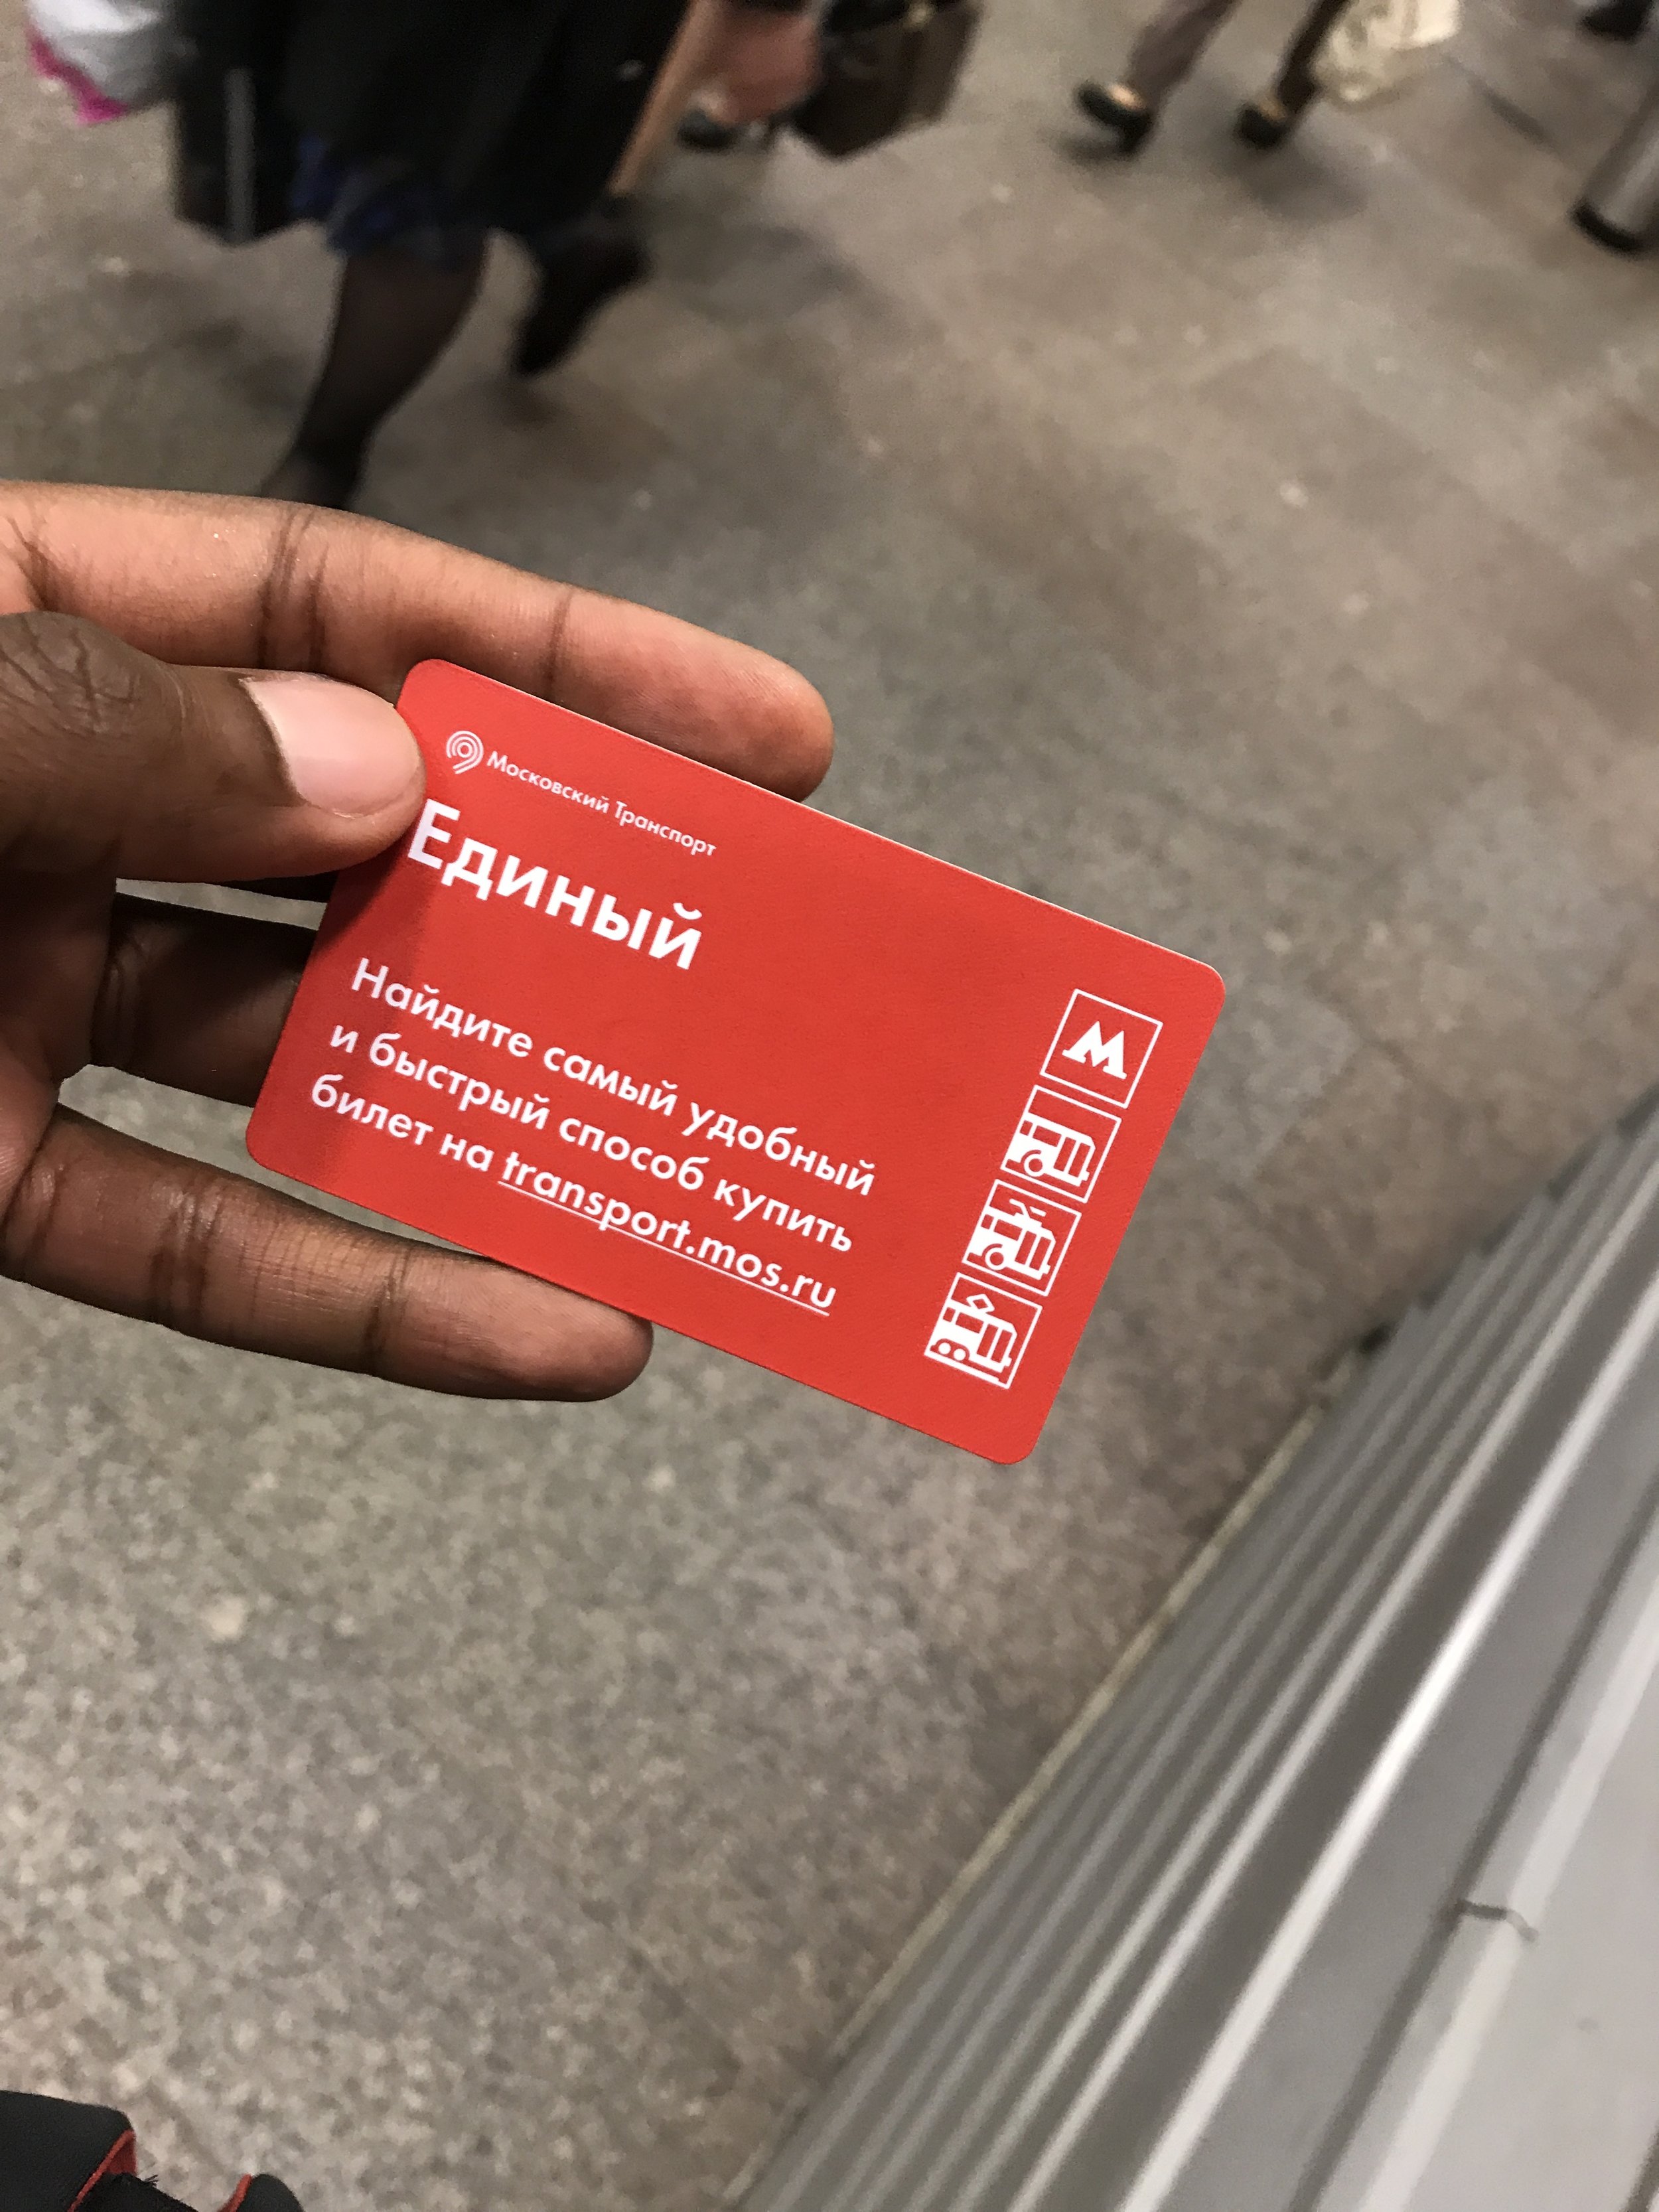 Московский Транспорт
Единый
Найдите самый удобный
и быстрый способ купить
билет на transport.mos.ru
М